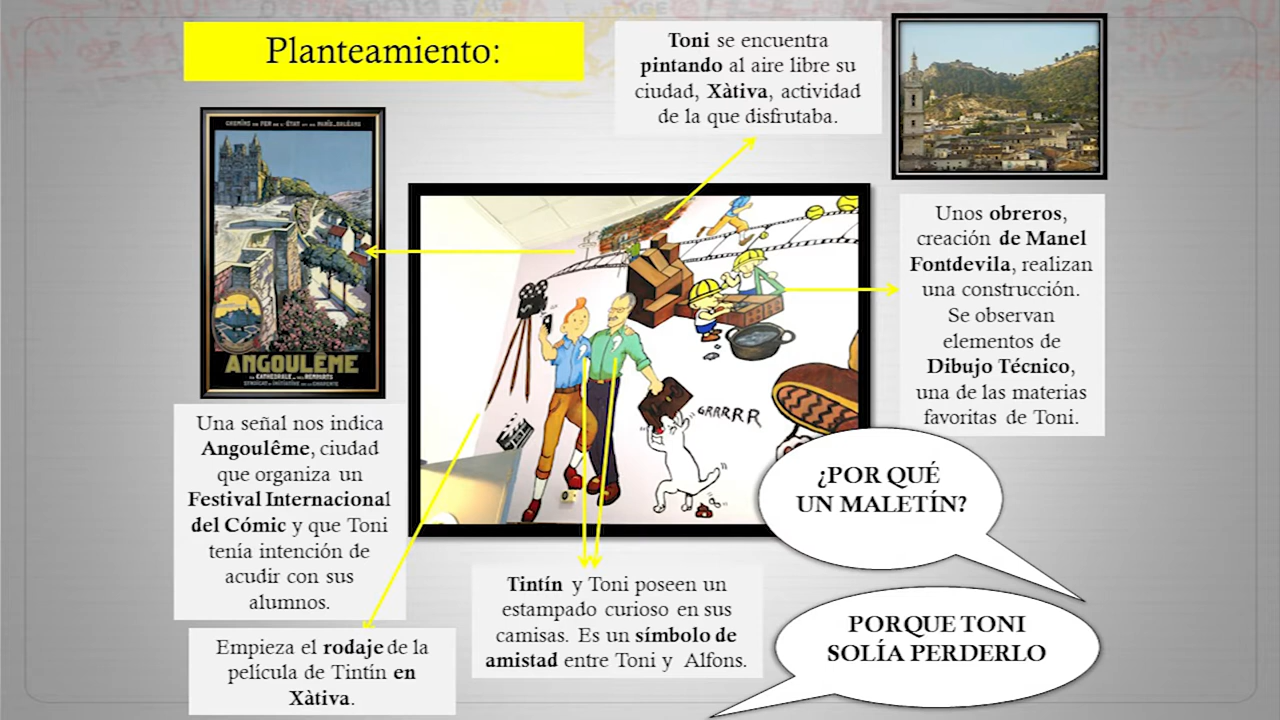 Planteamiento:
Toni se encuentra
pintando al aire libre su
ciudad, Xàtiva, actividad
de la que disfrutaba.
ANGOULÊME
Unos obreros,
creación de Manel
Fontdevila, realizan
una construcción.
Se observan
elementos de
Dibujo Técnico,
una de las materias
favoritas de Toni.
GRRRRR
Una señal nos indica
Angoulême, ciudad
que organiza un
Festival Internacional
del Cómic y que Toni
tenía intención de
acudir con sus
alumnos.
¿POR QUÉ
UN MALETÍN?
Tintín y Toni poseen un
estampado curioso en sus
camisas. Es un símbolo de
amistad entre Toni y Alfons.
PORQUE TONI
SOLÍA PERDERLO
Empieza el rodaje de la
película de Tintín en
Xàtiva.